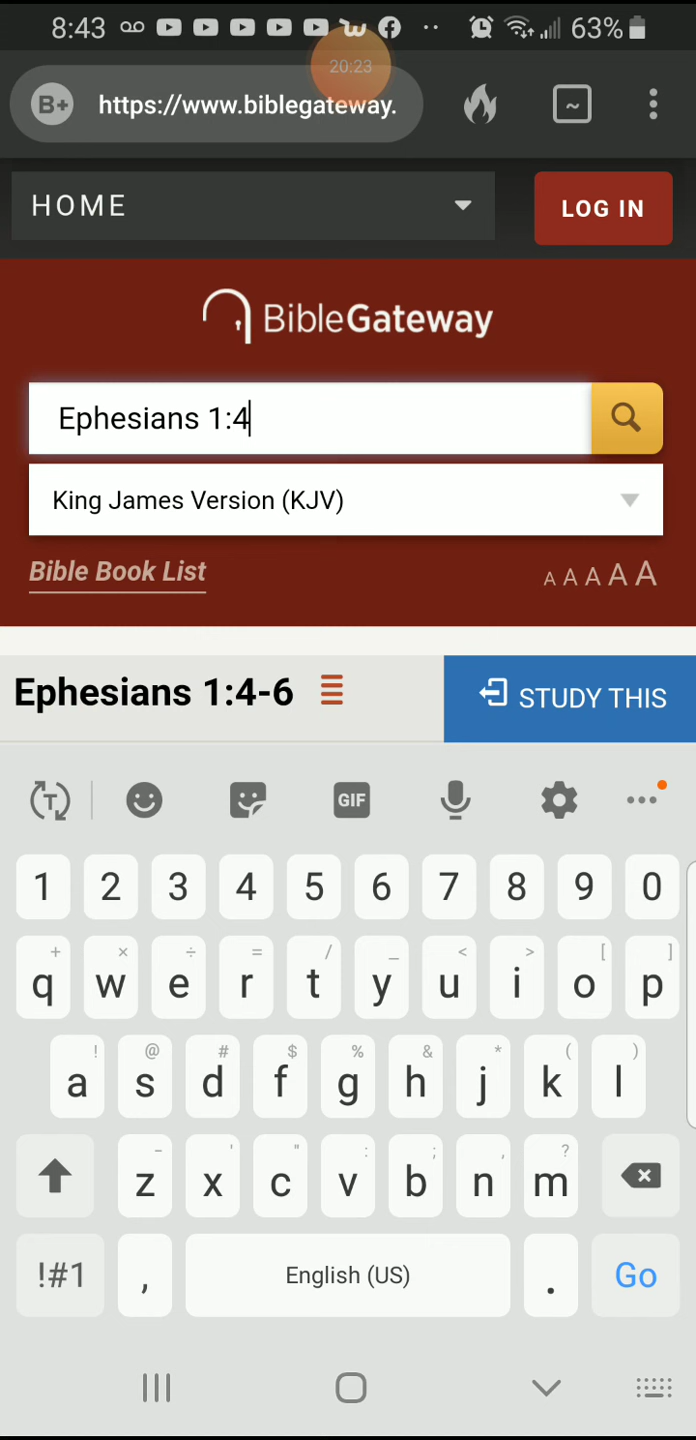 8:43 63%
20:23
B+ https://www.biblegateway.
HOME
LOG IN
BibleGateway
Ephesians 1:4
King James Version (KJV)
Bible Book List
A A A A A
Ephesians 1:4-6
STUDY THIS
T GIF
1 2 3 4 5 6 7 8 9 0
+ × ÷ = / _ < > [ ]
q w e r t y u i o p
! @ # $ % & * ( )
a s d f g h j k l
- ' " : ; , ?
z x c v b n m
!#1 , English (US) . Go